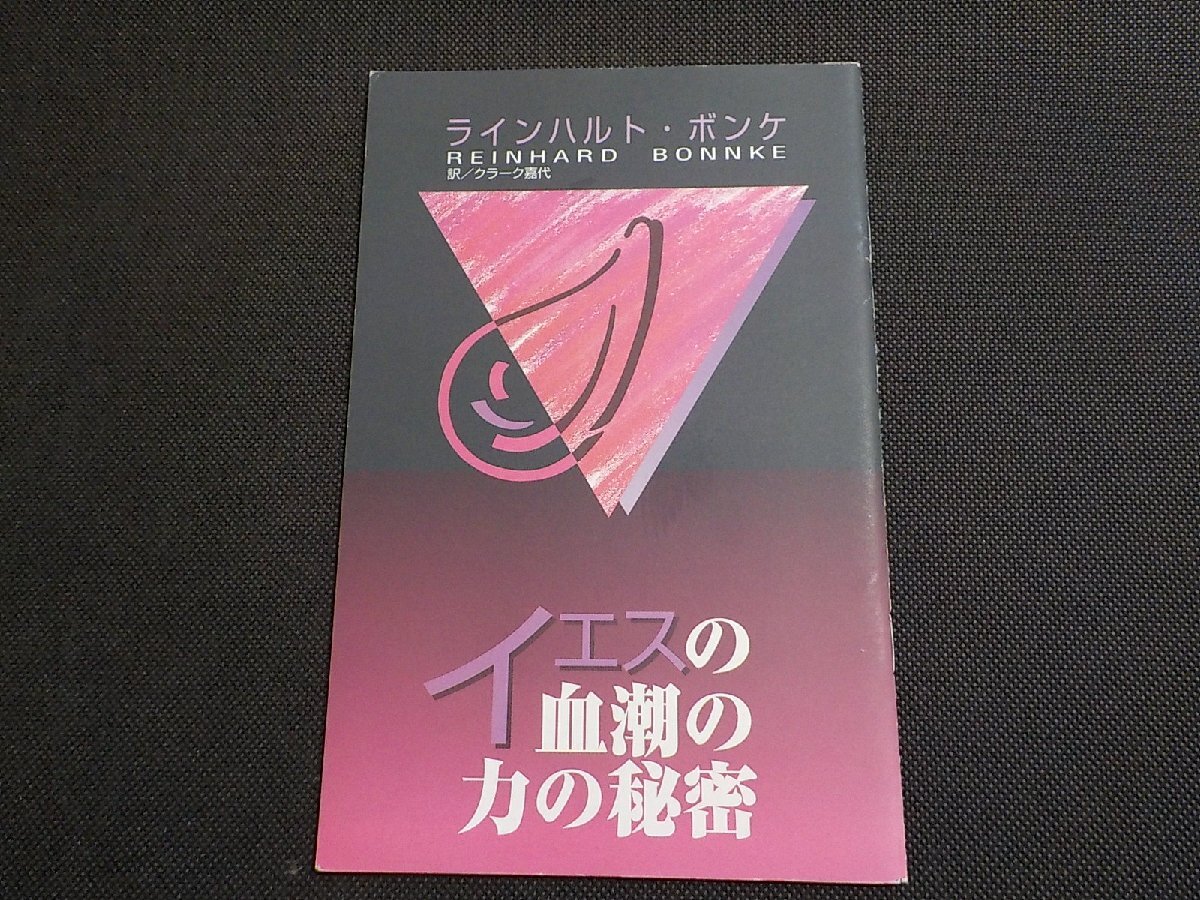 ラインハルト・ボンケ
REINHARD BONNKE
訳／クラーク嘉代
イエスの
血潮の
力の秘密